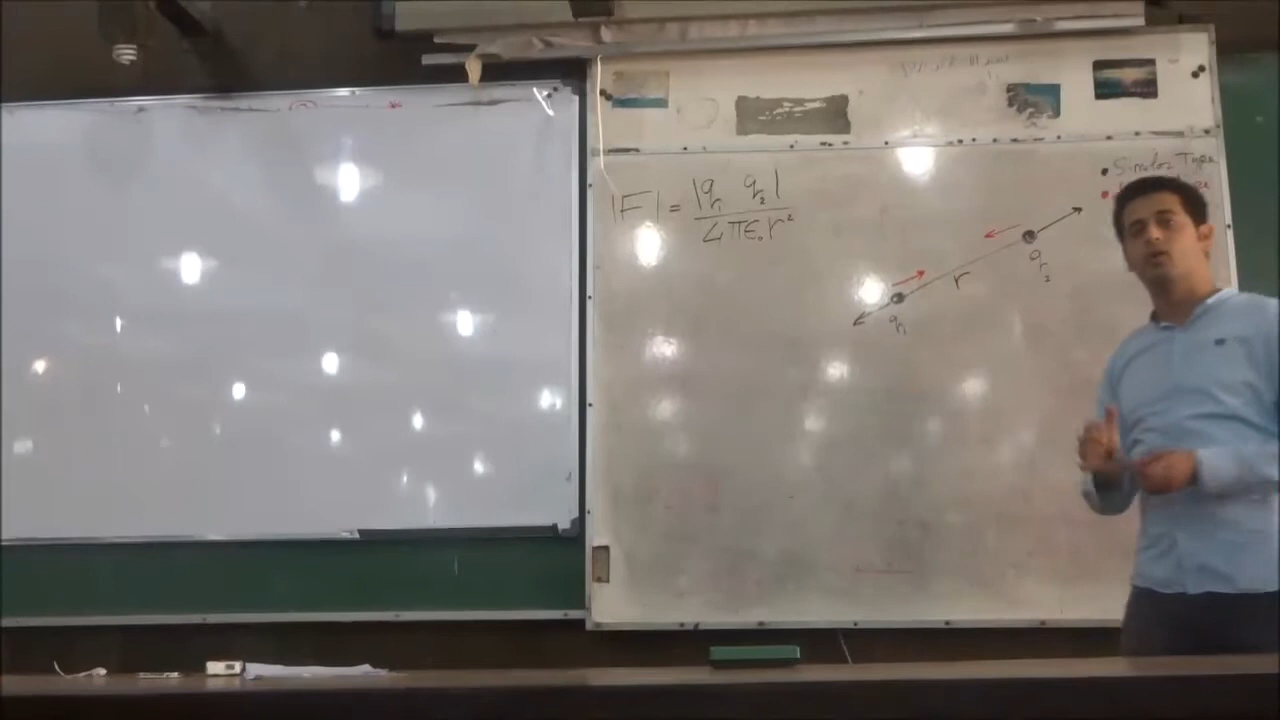 Similar Type
|F| = |q₁ q₂| / 4πϵ₀r²
q₂
r
q₁